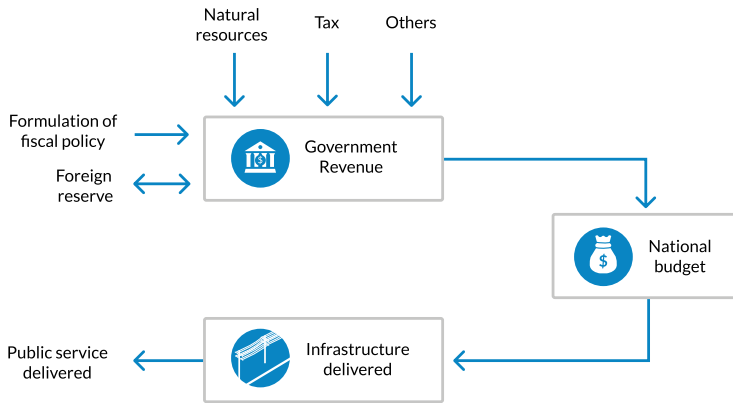 Natural
resources
Tax
Others
Formulation of
fiscal policy
Government
Revenue
$
Foreign
reserve
National
budget
$
Infrastructure
delivered
Public service
delivered